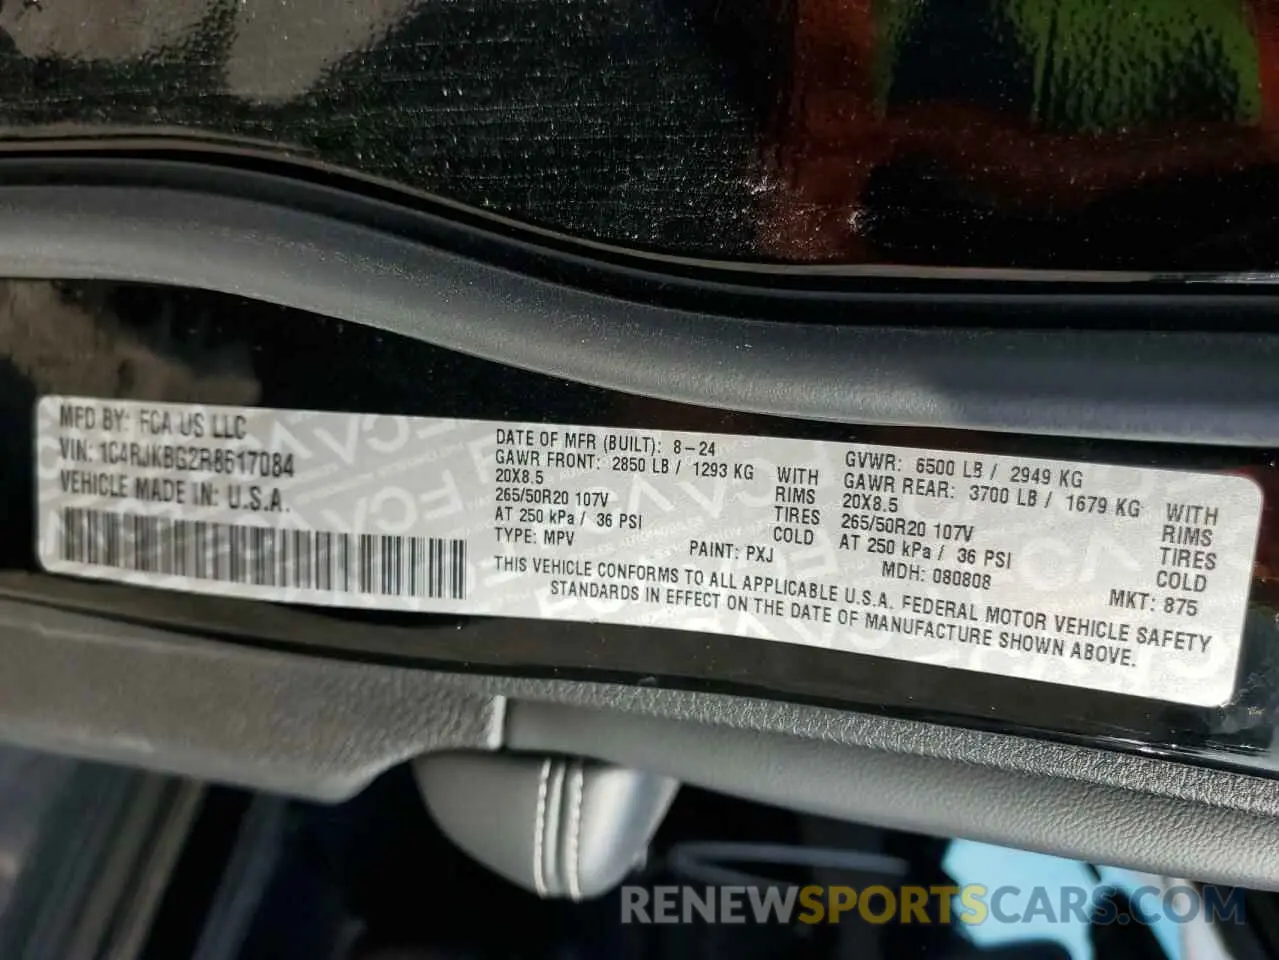 MFD BY: FCA US LLC
VIN: 1C4RJKBG2R8617084
VEHICLE MADE IN: U.S.A.
DATE OF MFR (BUILT): 8-24
GAWR FRONT: 2850 LB / 1293 KG WITH
20X8.5 RIMS
265/50R20 107V TIRES
AT 250 kPa / 36 PSI COLD
TYPE: MPV PAINT: PXJ
GVWR: 6500 LB / 2949 KG
GAWR REAR: 3700 LB / 1679 KG WITH
20X8.5 RIMS
265/50R20 107V TIRES
AT 250 kPa / 36 PSI COLD
MDH: 080808 MKT: 875
THIS VEHICLE CONFORMS TO ALL APPLICABLE U.S.A. FEDERAL MOTOR VEHICLE SAFETY
STANDARDS IN EFFECT ON THE DATE OF MANUFACTURE SHOWN ABOVE.
RENEWSPORTSCARS.COM